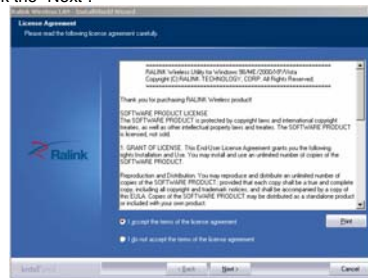 k the "Next".
Ralink Wireless LAN - InstallShield Wizard
License Agreement
Please read the following license agreement carefully.
RALINK Wireless Utility for Windows 98/ME/2000/XP/Vista
Copyright (C) RALINK TECHNOLOGY, CORP. All Rights Reserved.
Thank you for purchasing RALINK Wireless product!
SOFTWARE PRODUCT LICENSE
The SOFTWARE PRODUCT is protected by copyright laws and international copyright
treaties, as well as other intellectual property laws and treaties. The SOFTWARE PRODUCT
is licensed, not sold.
1. GRANT OF LICENSE. This End-User License Agreement grants you the following
rights Installation and Use. You may install and use an unlimited number of copies of the
SOFTWARE PRODUCT.
Reproduction and Distribution. You may reproduce and distribute an unlimited number of
copies of the SOFTWARE PRODUCT; provided that each copy shall be a true and complete
copy, including all copyright and trademark notices, and shall be accompanied by a copy of
this EULA. Copies of the SOFTWARE PRODUCT may be distributed as a standalone product
or included with your own product.
Ralink
I accept the terms of the license agreement
Print
I do not accept the terms of the license agreement
InstallShield
< Back
Next >
Cancel